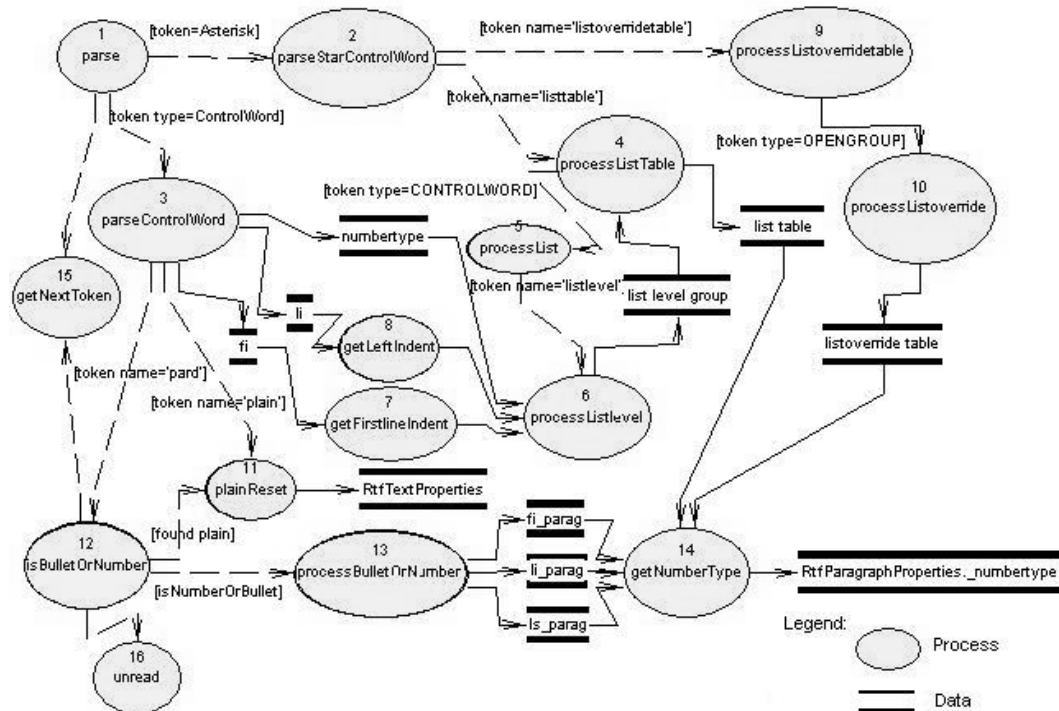 1
parse
[token=Asterisk]
2
parseStarControlWord
[token name='listoverridetable']
9
processListoverridetable
[token name='listtable']
[token type=ControlWord]
4
processListTable
[token type=OPENGROUP]
10
processListoverride
3
parseControlWord
[token type=CONTROLWORD]
numbertype
5
processList
list table
15
getNextToken
[token name='listlevel'
list level group
li
fi
8
getLeftIndent
listoverride table
[token name='pard']
[token name='plain']
7
getFirstlineIndent
6
processListlevel
11
plainReset
RtfTextProperties
12
isBulletOrNumber
[found plain]
[isNumberOrBullet]
13
processBulletOrNumber
fi_parag
li_parag
ls_parag
14
getNumberType
RtfParagraphProperties._numbertype
16
unread
Legend:
Process
Data